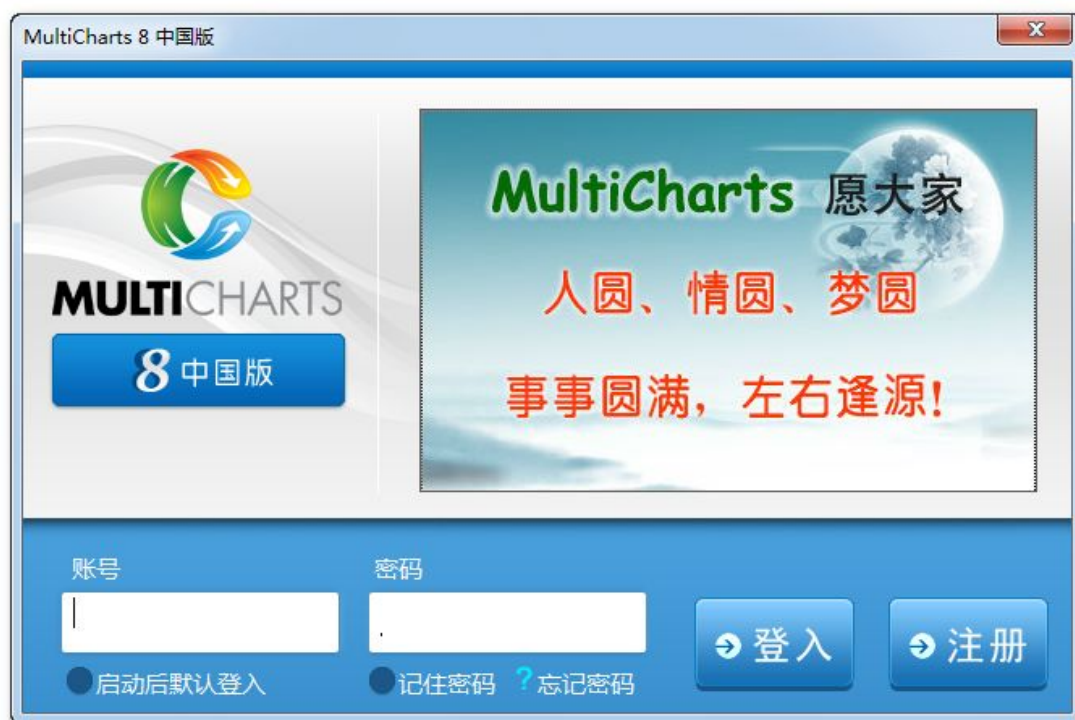 MultiCharts 8 中国版
MULTICHARTS
8 中国版
MultiCharts 愿大家
人圆、情圆、梦圆
事事圆满，左右逢源!
账号
密码
登入
注册
启动后默认登入
记住密码
?忘记密码